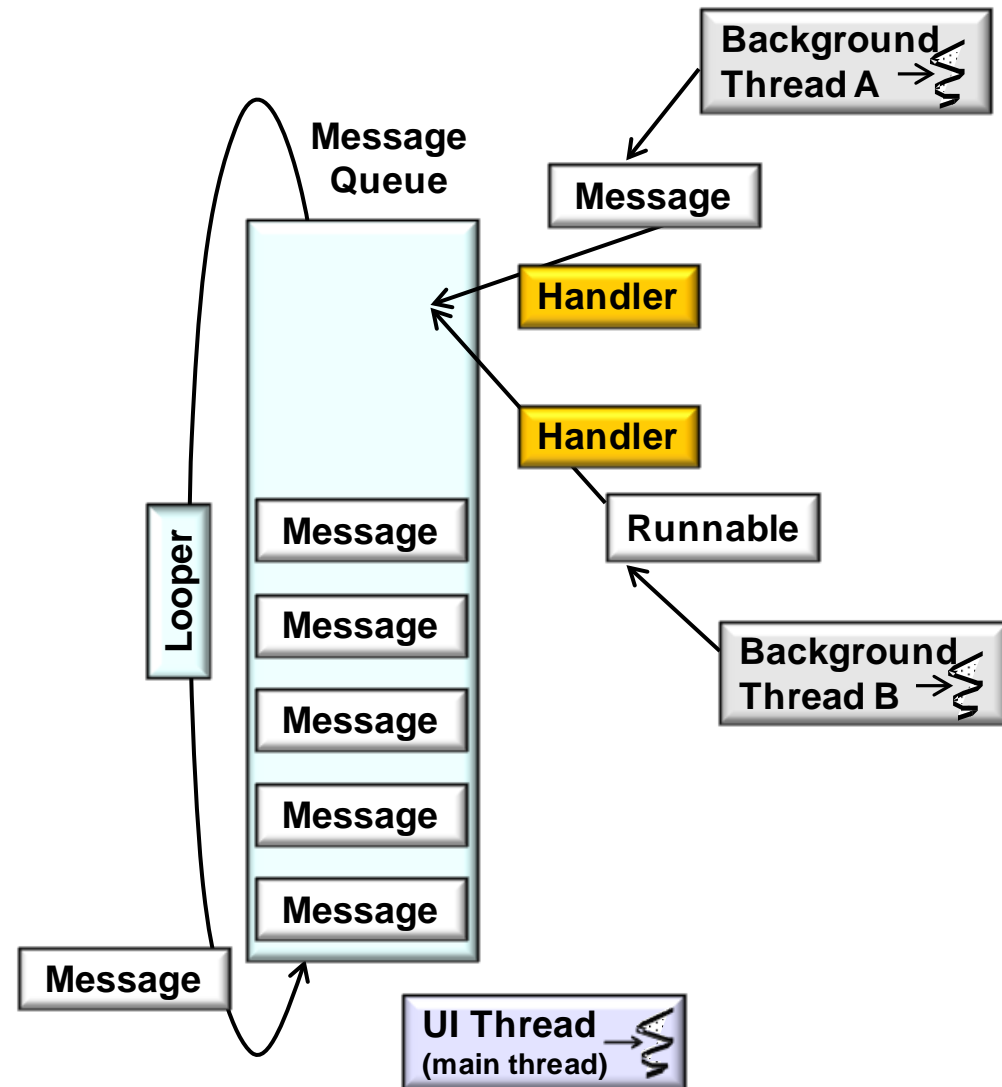 Background
Thread A
Message
Queue
Message
Handler
Handler
Runnable
Background
Thread B
Looper
Message
Message
Message
Message
Message
Message
UI Thread
(main thread)